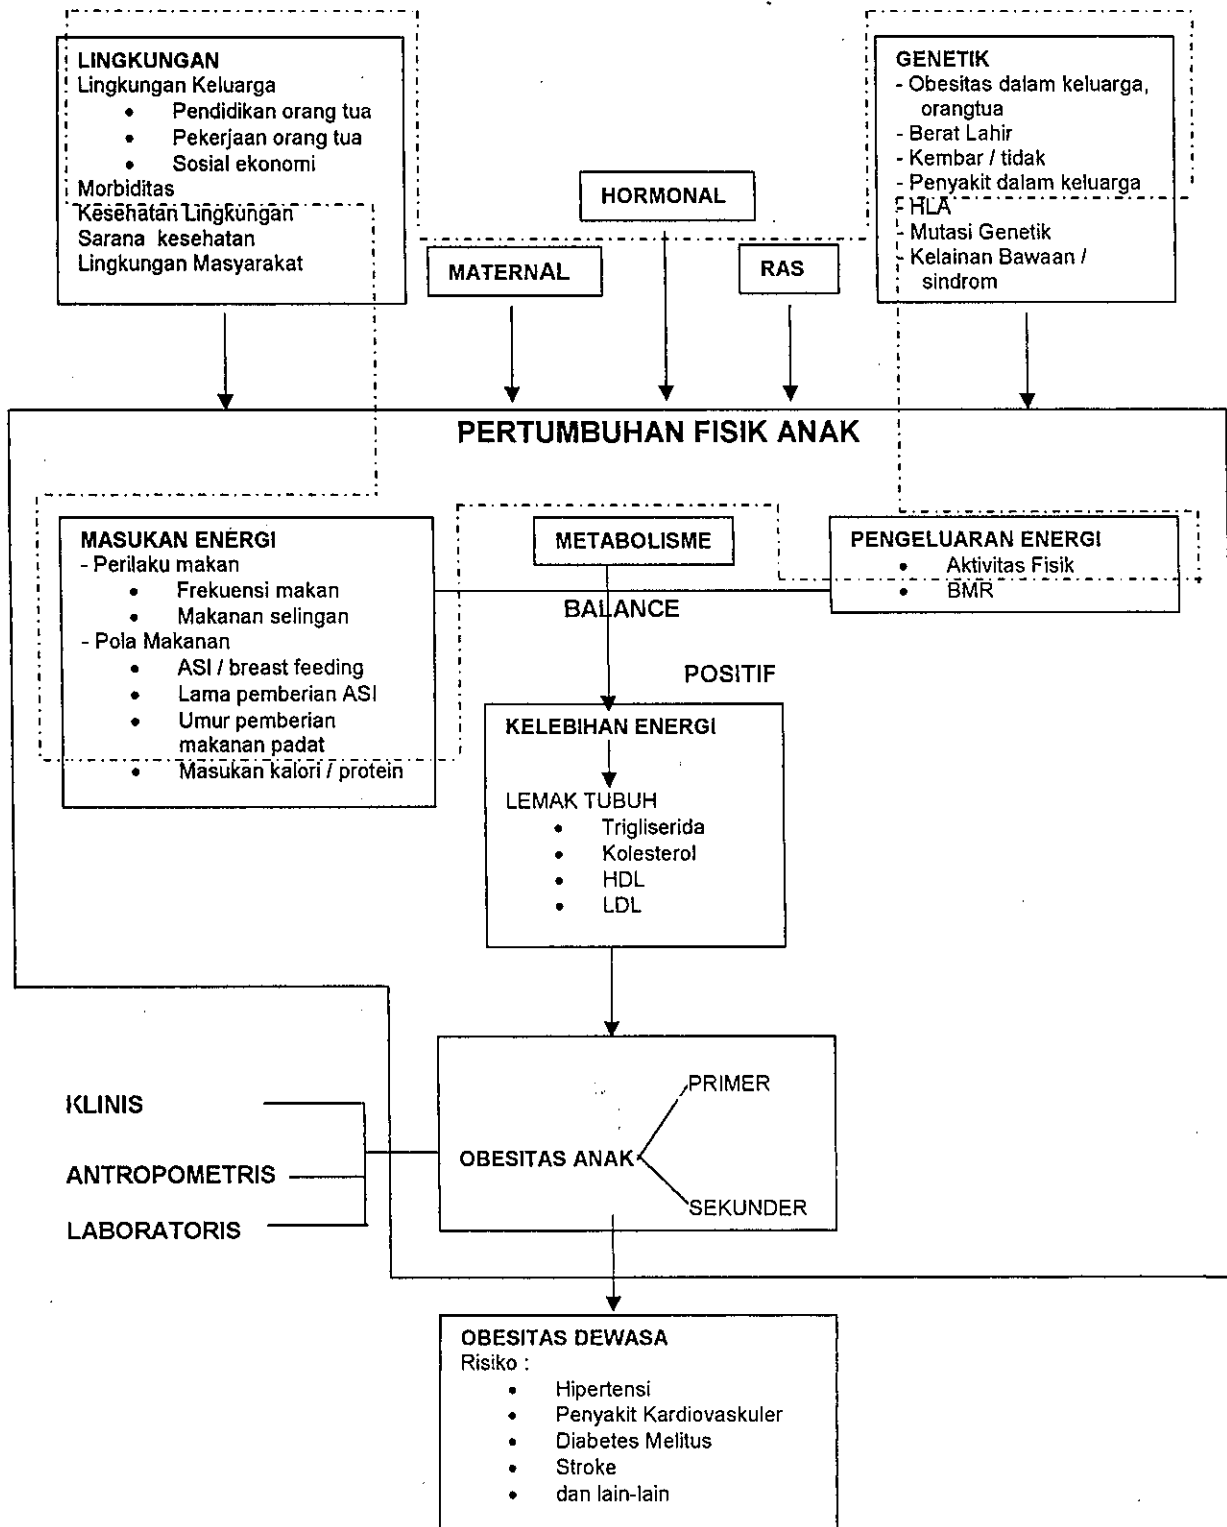 LINGKUNGAN
Lingkungan Keluarga
• Pendidikan orang tua
• Pekerjaan orang tua
• Sosial ekonomi
Morbiditas
Kesehatan Lingkungan
Sarana kesehatan
Lingkungan Masyarakat
HORMONAL
MATERNAL
RAS
GENETIK
- Obesitas dalam keluarga,
orangtua
- Berat Lahir
- Kembar / tidak
- Penyakit dalam keluarga
- HLA
- Mutasi Genetik
- Kelainan Bawaan /
sindrom
PERTUMBUHAN FISIK ANAK
MASUKAN ENERGI
- Perilaku makan
• Frekuensi makan
• Makanan selingan
- Pola Makanan
• ASI / breast feeding
• Lama pemberian ASI
• Umur pemberian
makanan padat
• Masukan kalori / protein
METABOLISME
PENGELUARAN ENERGI
• Aktivitas Fisik
• BMR
BALANCE
POSITIF
KELEBIHAN ENERGI
LEMAK TUBUH
• Trigliserida
• Kolesterol
• HDL
• LDL
KLINIS
ANTROPOMETRIS
LABORATORIS
PRIMER
OBESITAS ANAK
SEKUNDER
OBESITAS DEWASA
Risiko :
• Hipertensi
• Penyakit Kardiovaskuler
• Diabetes Melitus
• Stroke
• dan lain-lain